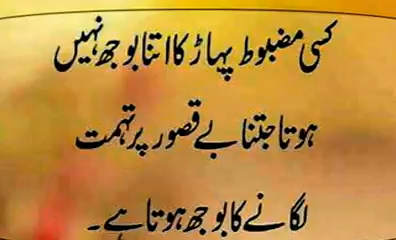 کسی مضبوط پہاڑ کا اتنا بوجھ نہیں
ہوتا جتنا بے قصور پر تہمت
لگانے کا بوجھ ہوتا ہے۔